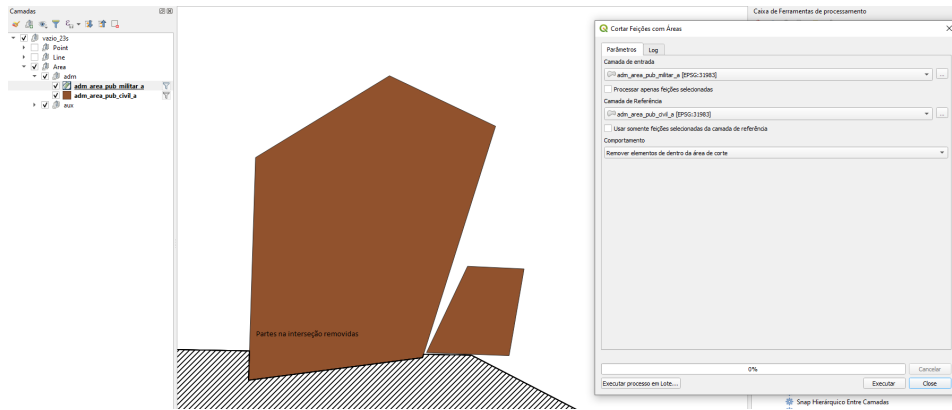 Camadas
vazio_23s
Point
Line
Area
adm
adm_area_pub_militar_a
adm_area_pub_civil_a
aux
Partes na interseção removidas
Caixa de Ferramentas de processamento
Cortar Feições com Áreas
Parâmetros Log
Camada de entrada
adm_area_pub_militar_a [EPSG:31983]
...
Processar apenas feições selecionadas
Camada de Referência
adm_area_pub_civil_a [EPSG:31983]
...
Usar somente feições selecionadas da camada de referência
Comportamento
Remover elementos de dentro da área de corte
0%
Cancelar
Executar processo em Lote...
Executar
Close
Snap Hierárquico Entre Camadas